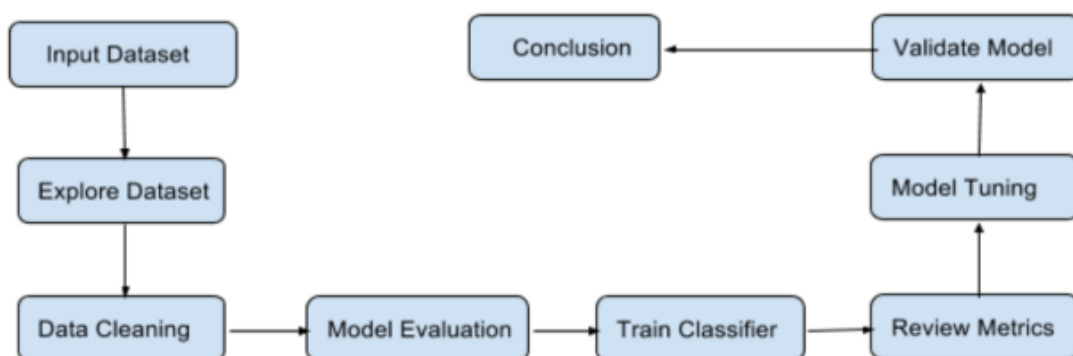 Input Dataset
Explore Dataset
Data Cleaning
Model Evaluation
Train Classifier
Review Metrics
Model Tuning
Validate Model
Conclusion